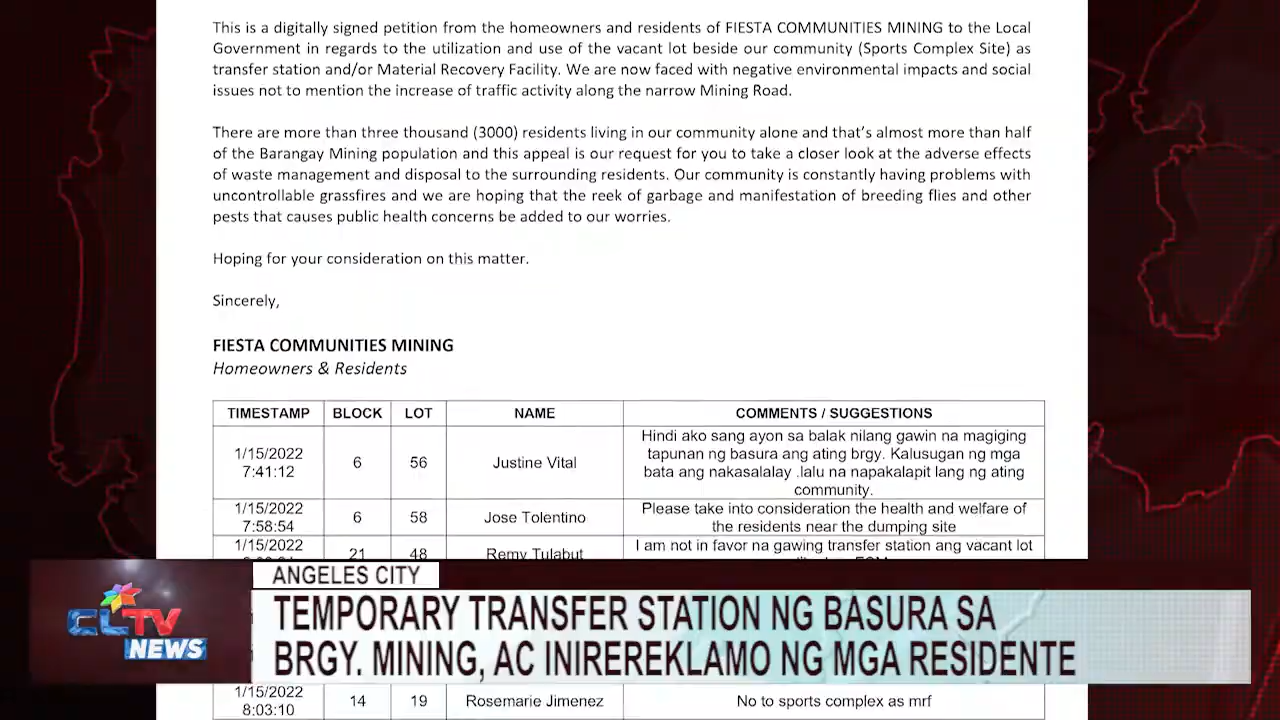 This is a digitally signed petition from the homeowners and residents of FIESTA COMMUNITIES MINING to the Local
Government in regards to the utilization and use of the vacant lot beside our community (Sports Complex Site) as
transfer station and/or Material Recovery Facility. We are now faced with negative environmental impacts and social
issues not to mention the increase of traffic activity along the narrow Mining Road.
There are more than three thousand (3000) residents living in our community alone and that's almost more than half
of the Barangay Mining population and this appeal is our request for you to take a closer look at the adverse effects
of waste management and disposal to the surrounding residents. Our community is constantly having problems with
uncontrollable grassfires and we are hoping that the reek of garbage and manifestation of breeding flies and other
pests that causes public health concerns be added to our worries.
Hoping for your consideration on this matter.
Sincerely,
FIESTA COMMUNITIES MINING
Homeowners & Residents
TIMESTAMP BLOCK LOT NAME COMMENTS / SUGGESTIONS
1/15/2022 7:41:12 6 56 Justine Vital Hindi ako sang ayon sa balak nilang gawin na magiging
tapunan ng basura ang ating brgy. Kalusugan ng mga
bata ang nakasalalay .lalu na napakalapit lang ng ating
community.
1/15/2022 7:58:54 6 58 Jose Tolentino Please take into consideration the health and welfare of
the residents near the dumping site
1/15/2022 21 48 Remy Tulabut I am not in favor na gawing transfer station ang vacant lot
ANGELES CITY
TEMPORARY TRANSFER STATION NG BASURA SA
BRGY. MINING, AC INIREREKLAMO NG MGA RESIDENTE
CLTV
NEWS
1/15/2022 8:03:10 14 19 Rosemarie Jimenez No to sports complex as mrf